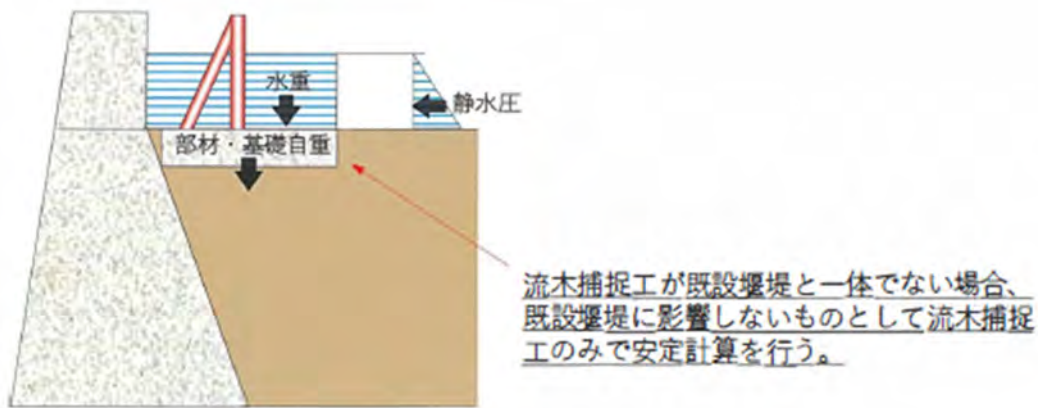 水重
静水圧
部材・基礎自重
流木捕捉工が既設堰堤と一体でない場合、
既設堰堤に影響しないものとして流木捕捉
工のみで安定計算を行う。